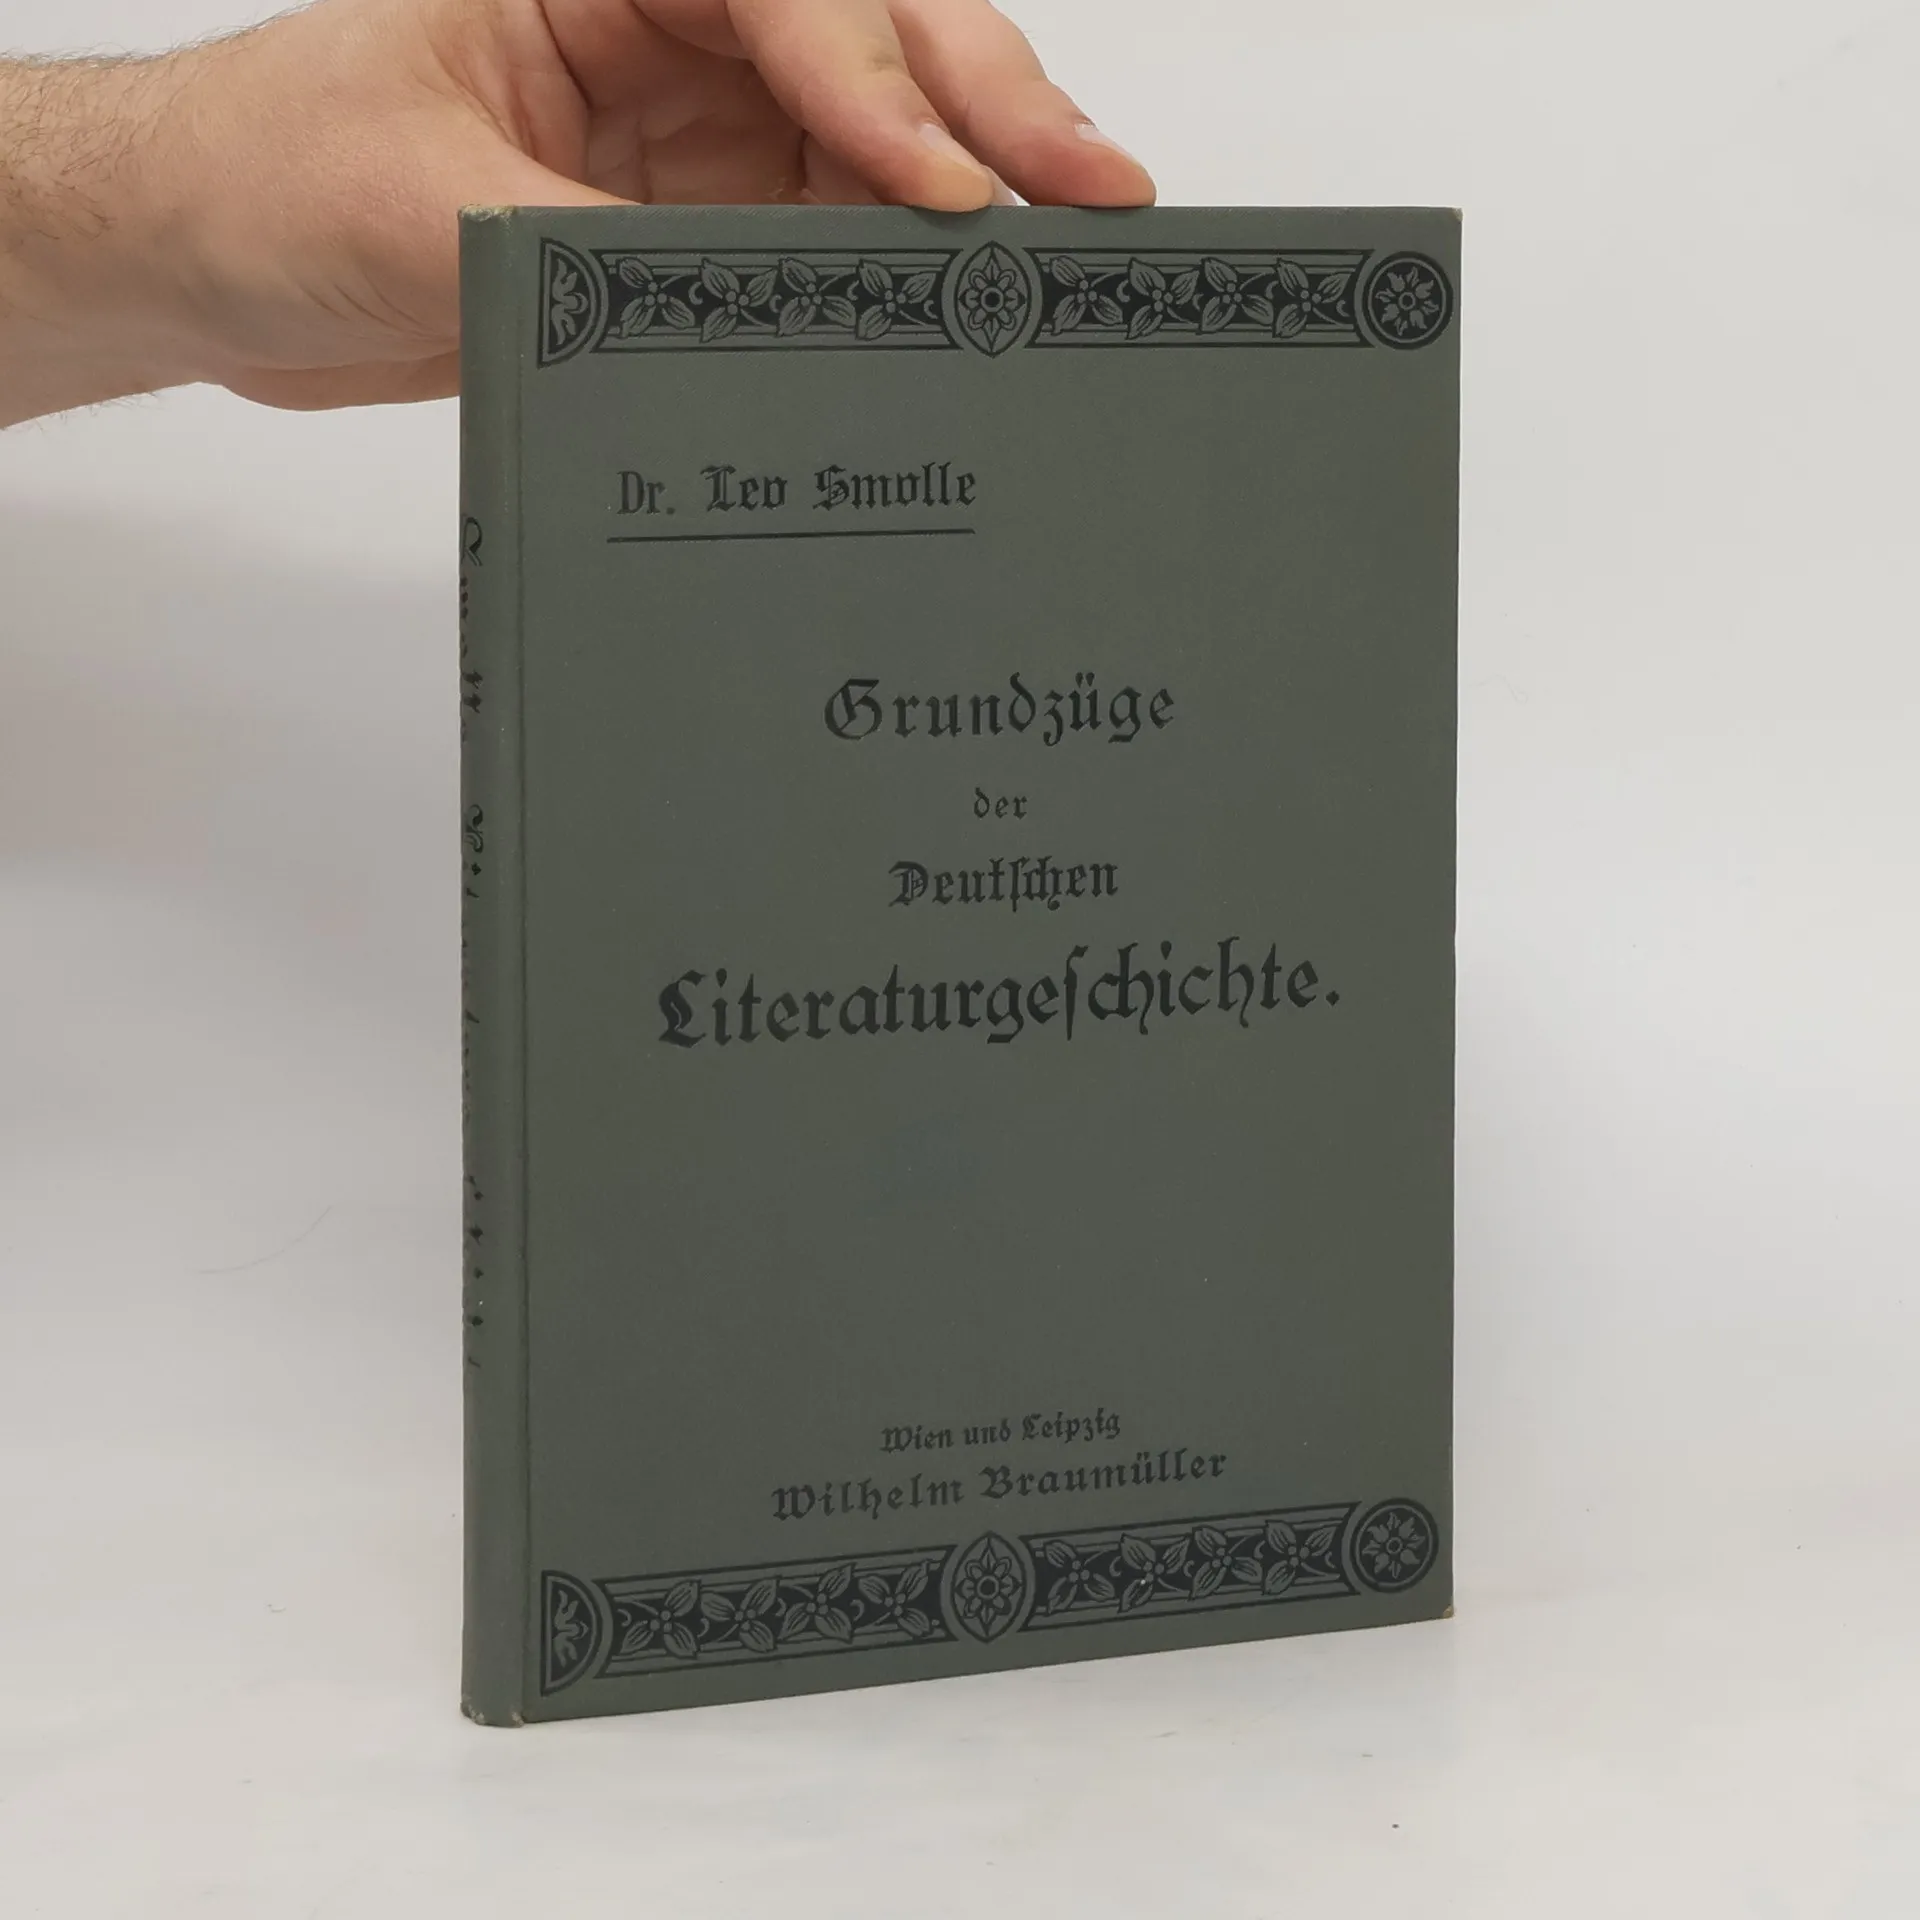 Dr. Leo Smolle
Grundzüge
der
Deutſchen
Literaturgeſchichte.
Wien und Leipzig
Wilhelm Braumüller